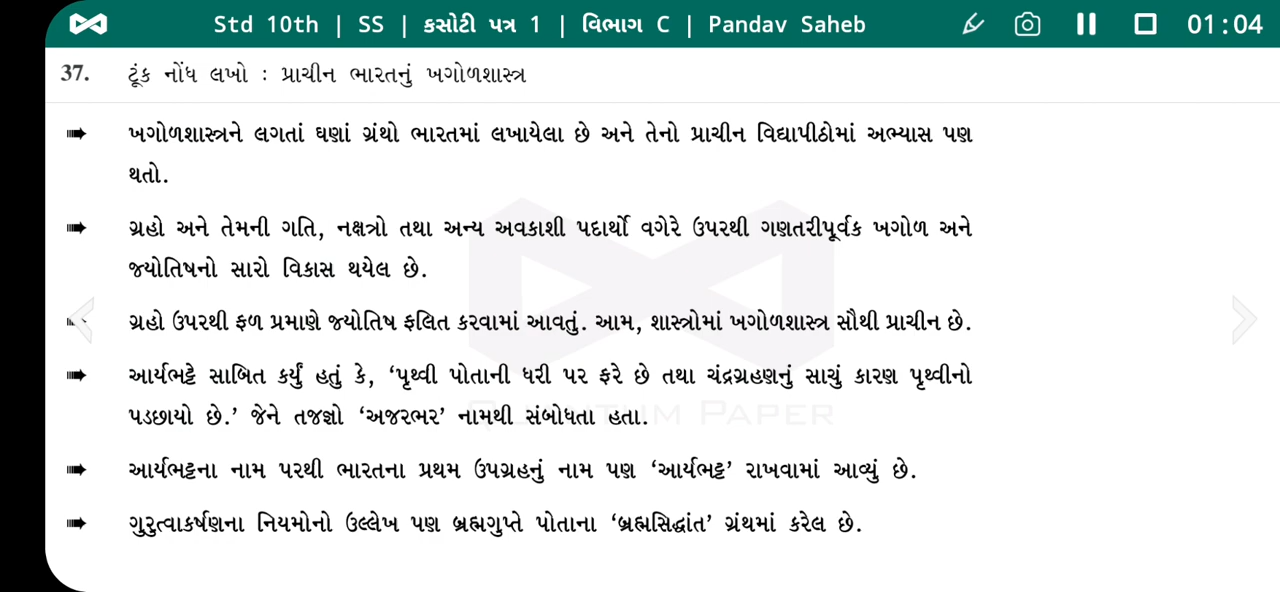 Std 10th | SS | કસોટી પત્ર 1 | વિભાગ C | Pandav Saheb
01:04
37. ટૂંક નોંધ લખો : પ્રાચીન ભારતનું ખગોળશાસ્ત્ર
ખગોળશાસ્ત્રને લગતાં ઘણાં ગ્રંથો ભારતમાં લખાયેલા છે અને તેનો પ્રાચીન વિદ્યાપીઠોમાં અભ્યાસ પણ
થતો.
ગ્રહો અને તેમની ગતિ, નક્ષત્રો તથા અન્ય અવકાશી પદાર્થો વગેરે ઉપરથી ગણતરીપૂર્વક ખગોળ અને
જ્યોતિષનો સારો વિકાસ થયેલ છે.
ગ્રહો ઉપરથી ફળ પ્રમાણે જ્યોતિષ ફલિત કરવામાં આવતું. આમ, શાસ્ત્રોમાં ખગોળશાસ્ત્ર સૌથી પ્રાચીન છે.
આર્યભટ્ટે સાબિત કર્યું હતું કે, ‘પૃથ્વી પોતાની ધરી પર ફરે છે તથા ચંદ્રગ્રહણનું સાચું કારણ પૃથ્વીનો
પડછાયો છે.’ જેને તજજ્ઞો ‘અજરભર’ નામથી સંબોધતા હતા.
QUANTUM PAPER
આર્યભટ્ટના નામ પરથી ભારતના પ્રથમ ઉપગ્રહનું નામ પણ ‘આર્યભટ્ટ’ રાખવામાં આવ્યું છે.
ગુરુત્વાકર્ષણના નિયમોનો ઉલ્લેખ પણ બ્રહ્મગુપ્તે પોતાના ‘બ્રહ્મસિદ્ધાંત’ ગ્રંથમાં કરેલ છે.